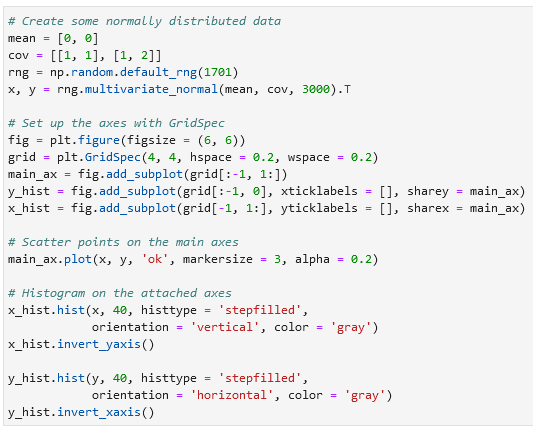 # Create some normally distributed data
mean = [0, 0]
cov = [[1, 1], [1, 2]]
rng = np.random.default_rng(1701)
x, y = rng.multivariate_normal(mean, cov, 3000).T

# Set up the axes with GridSpec
fig = plt.figure(figsize = (6, 6))
grid = plt.GridSpec(4, 4, hspace = 0.2, wspace = 0.2)
main_ax = fig.add_subplot(grid[:-1, 1:])
y_hist = fig.add_subplot(grid[:-1, 0], xticklabels = [], sharey = main_ax)
x_hist = fig.add_subplot(grid[-1, 1:], yticklabels = [], sharex = main_ax)

# Scatter points on the main axes
main_ax.plot(x, y, 'ok', markersize = 3, alpha = 0.2)

# Histogram on the attached axes
x_hist.hist(x, 40, histtype = 'stepfilled',
            orientation = 'vertical', color = 'gray')
x_hist.invert_yaxis()

y_hist.hist(y, 40, histtype = 'stepfilled',
            orientation = 'horizontal', color = 'gray')
y_hist.invert_xaxis()